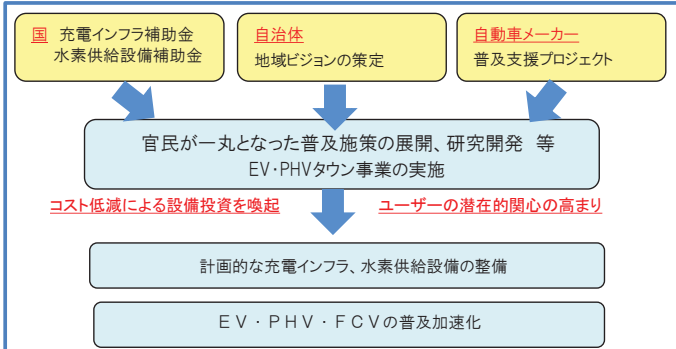 国 充電インフラ補助金
水素供給設備補助金
自治体
地域ビジョンの策定
自動車メーカー
普及支援プロジェクト
官民が一丸となった普及施策の展開、研究開発　等
EV・PHVタウン事業の実施
コスト低減による設備投資を喚起
ユーザーの潜在的関心の高まり
計画的な充電インフラ、水素供給設備の整備
ＥＶ・ＰＨＶ・ＦＣＶの普及加速化